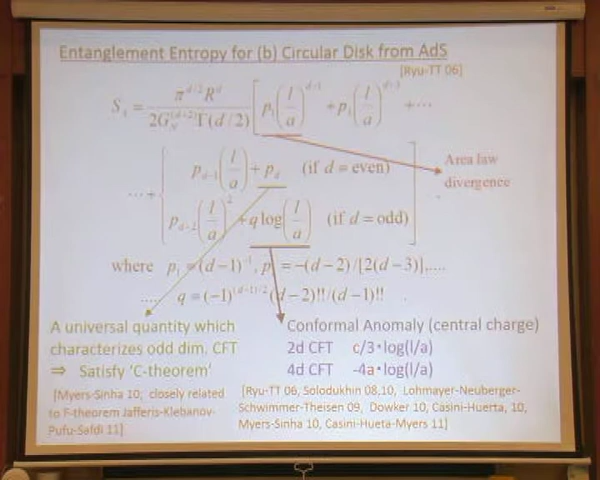 Entanglement Entropy for (b) Circular Disk from AdS
[Ryu-TT 06]
S_A = π^{d/2} R^d / 2G_N^{(d+2)} Γ(d/2) [ p_1 (l/a)^{d-1} + p_3 (l/a)^{d-3} + ⋯
⋯ + { p_{d-1} (l/a) + p_d (if d = even)
p_{d-2} (l/a)^2 + q log(l/a) (if d = odd) ]
Area law
divergence
where p_1 = (d−1)^{-1}, p = −(d−2)/[2(d−3)],....
.... q = (−1)^{(d-1)/2} (d−2)!!/(d−1)!! .
A universal quantity which
characterizes odd dim. CFT
⇒ Satisfy 'C-theorem'
Conformal Anomaly (central charge)
2d CFT c/3・log(l/a)
4d CFT -4a・log(l/a)
[Myers-Sinha 10; closely related
to F-theorem Jafferis-Klebanov-
Pufu-Safdi 11]
[Ryu-TT 06, Solodukhin 08,10, Lohmayer-Neuberger-
Schwimmer-Theisen 09, Dowker 10, Casini-Huerta, 10,
Myers-Sinha 10, Casini-Hueta-Myers 11]